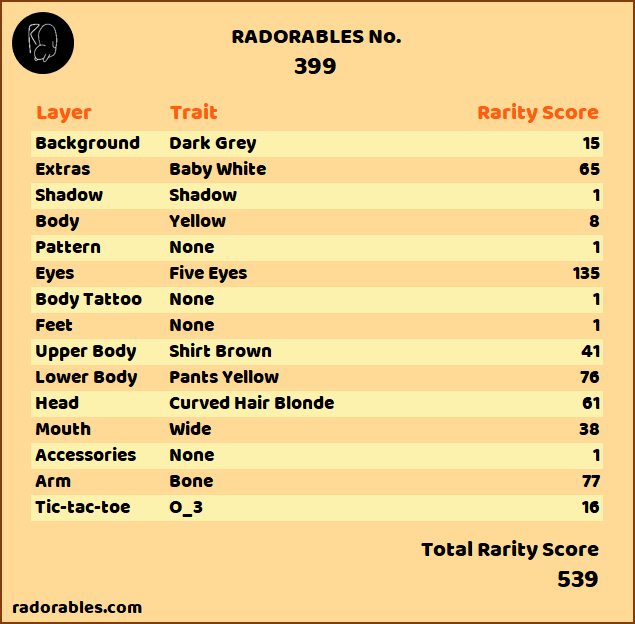 RADORABLES No.
399
Layer Trait Rarity Score
Background Dark Grey 15
Extras Baby White 65
Shadow Shadow 1
Body Yellow 8
Pattern None 1
Eyes Five Eyes 135
Body Tattoo None 1
Feet None 1
Upper Body Shirt Brown 41
Lower Body Pants Yellow 76
Head Curved Hair Blonde 61
Mouth Wide 38
Accessories None 1
Arm Bone 77
Tic-tac-toe O_3 16
Total Rarity Score
539
radorables.com